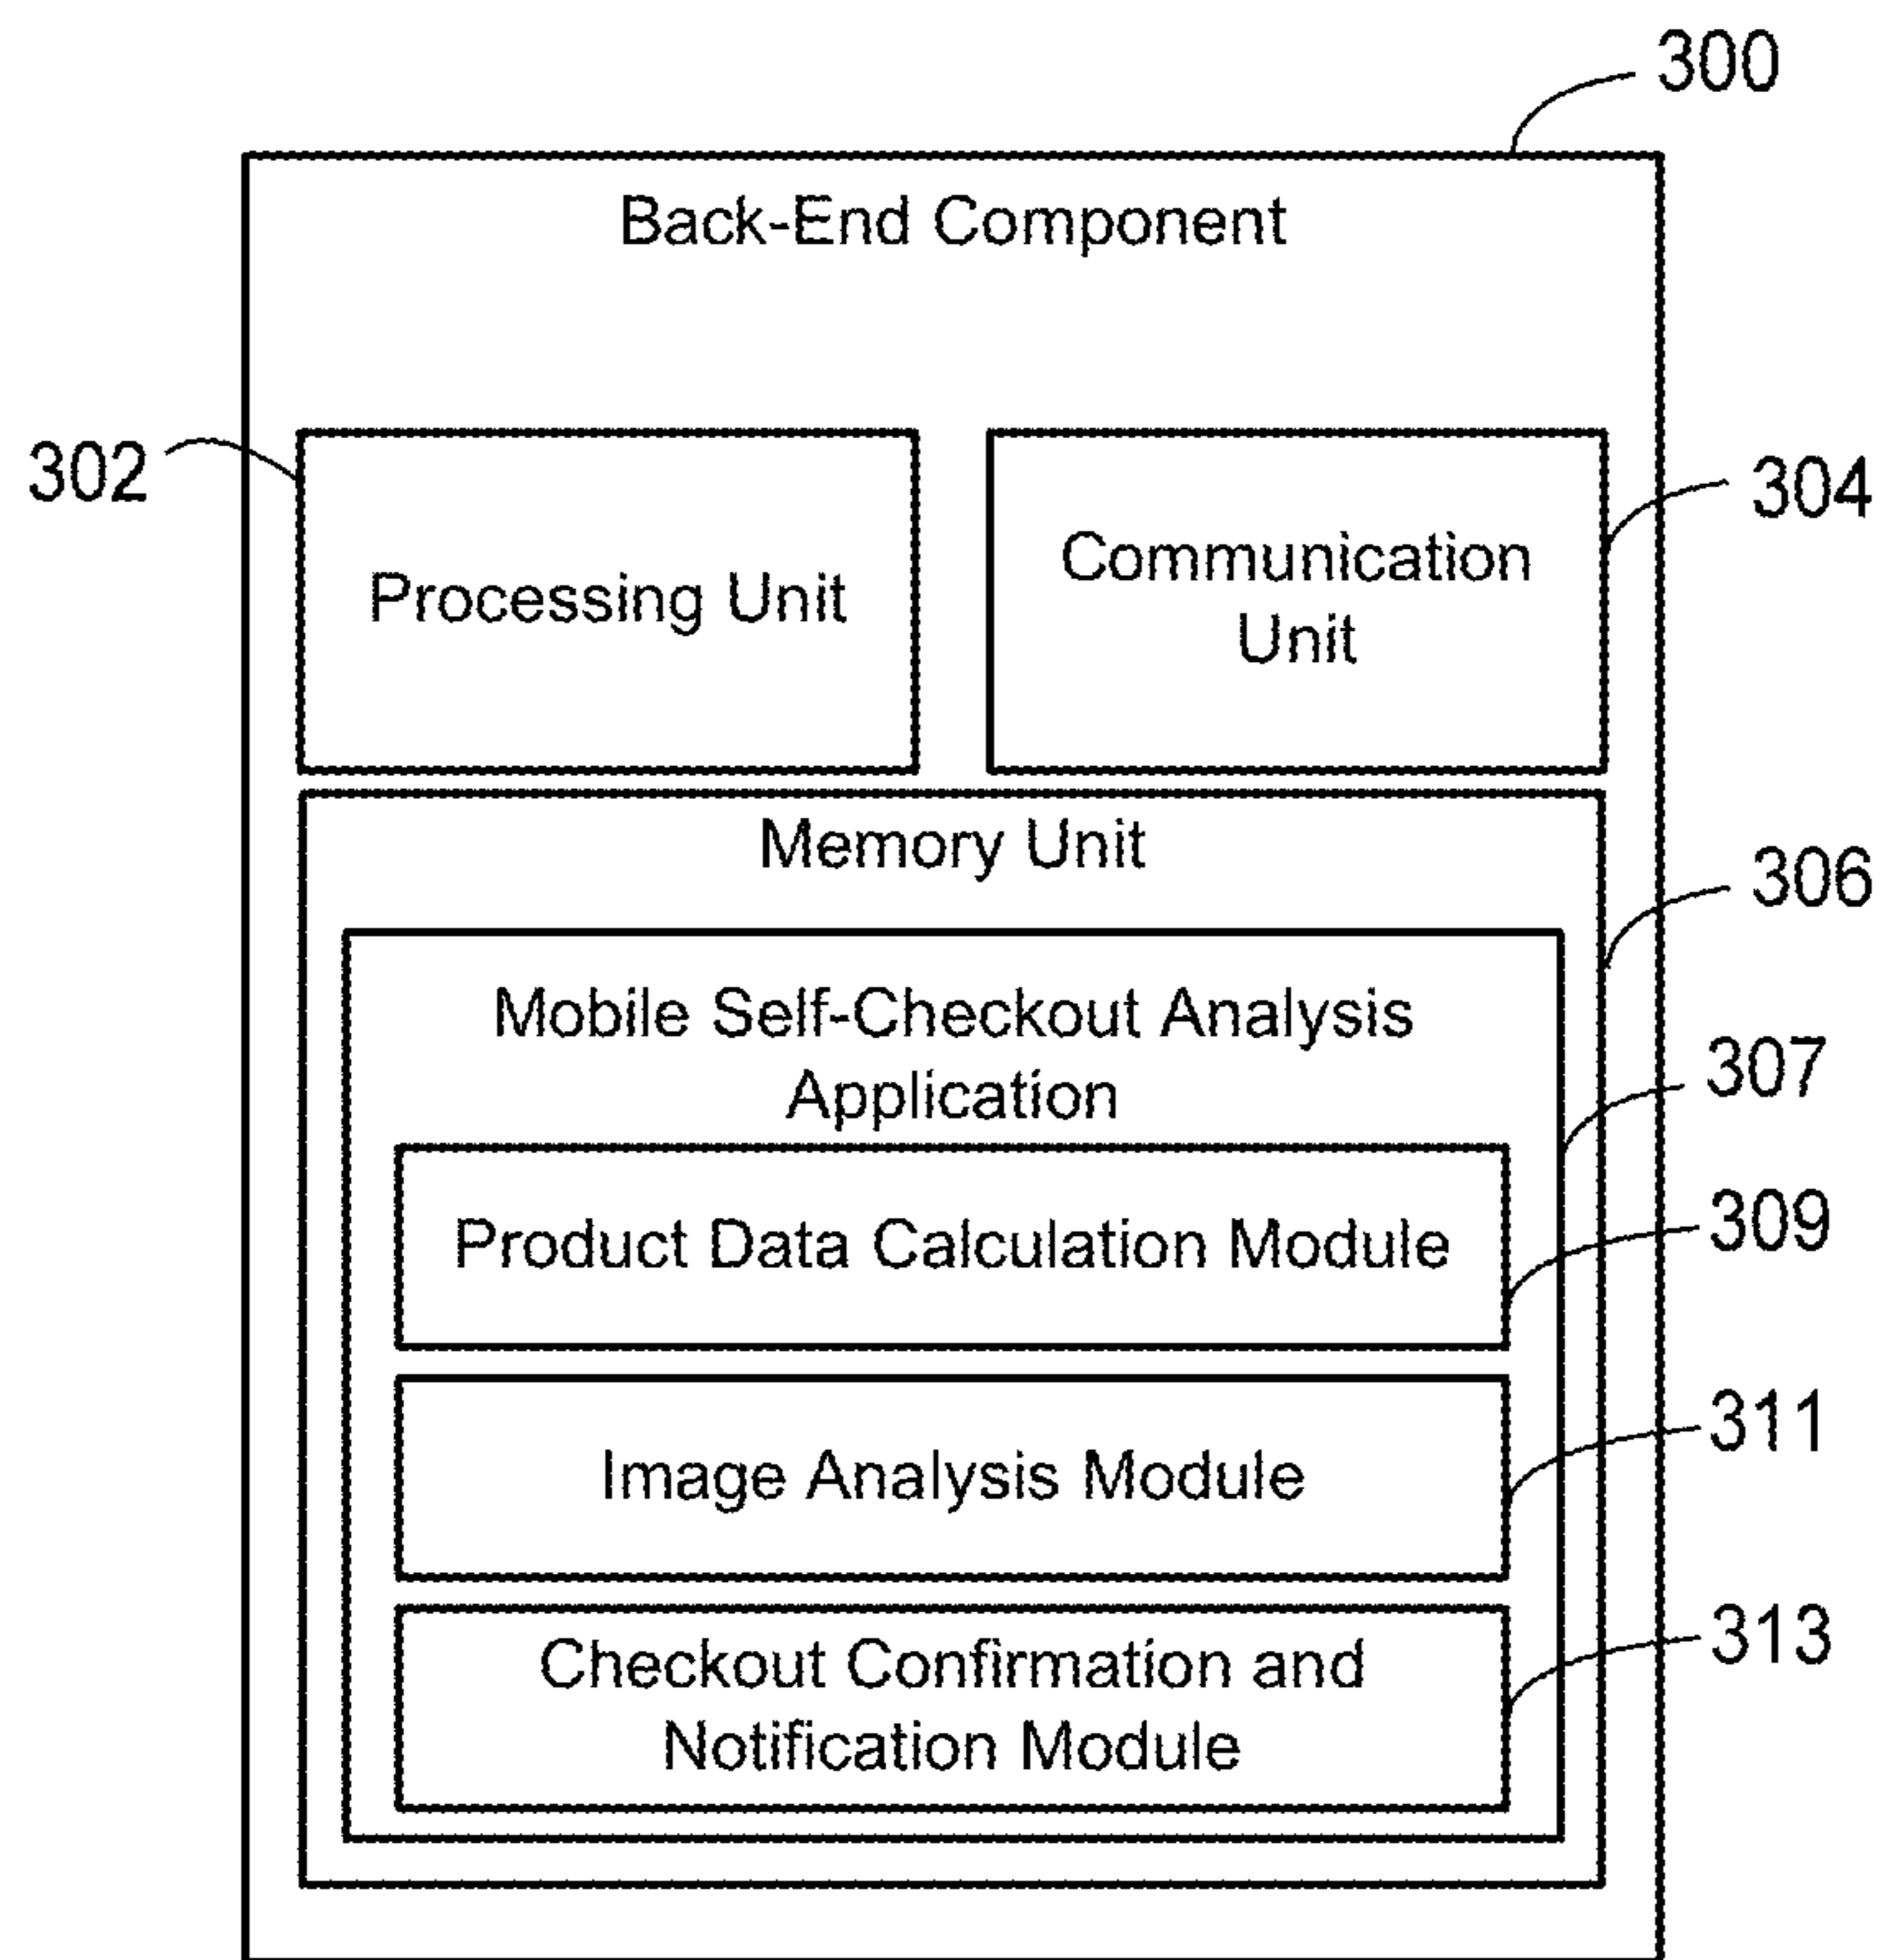 300
Back-End Component
302
Processing Unit
Communication
Unit
304
Memory Unit
306
Mobile Self-Checkout Analysis
Application
307
Product Data Calculation Module
309
Image Analysis Module
311
Checkout Confirmation and
Notification Module
313